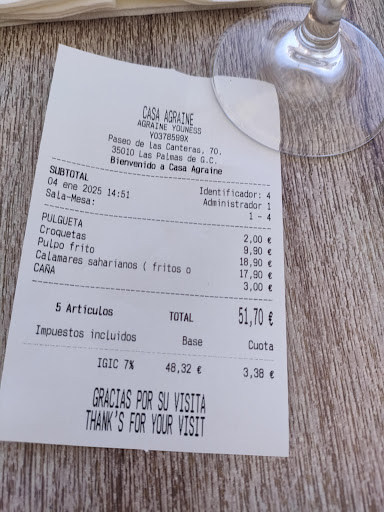 CASA AGRAINE
AGRAINE YOUNESS
Y0378599X
Paseo de las Canteras, 70,
35010 Las Palmas de G.C.
Bienvenido a Casa Agraine
SUBTOTAL Identificador: 4
04 ene 2025 14:51 Administrador 1
Sala-Mesa: 1 - 4
PULGUETA 2,00 €
Croquetas 9,90 €
Pulpo frito 18,90 €
Calamares saharianos ( fritos o 17,90 €
CAÑA 3,00 €
5 Artículos TOTAL 51,70 €
Impuestos incluidos Base Cuota
IGIC 7% 48,32 € 3,38 €
GRACIAS POR SU VISITA
THANK'S FOR YOUR VISIT